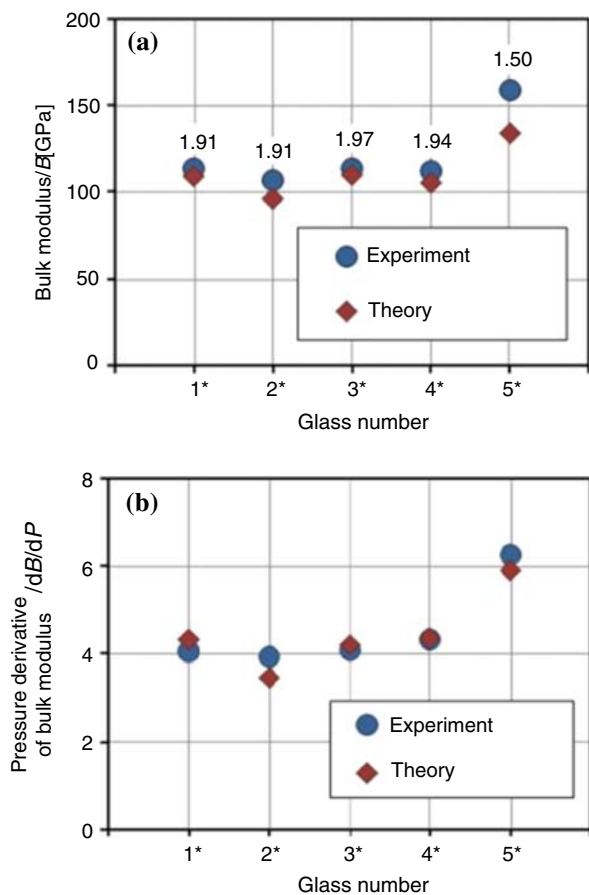 (a)
Bulk modulus/B[GPa]
200
150
100
50
0
1.91
1.91
1.97
1.94
1.50
Experiment
Theory
1* 2* 3* 4* 5*
Glass number
(b)
Pressure derivative
of bulk modulus /dB/dP
8
6
4
2
0
Experiment
Theory
1* 2* 3* 4* 5*
Glass number